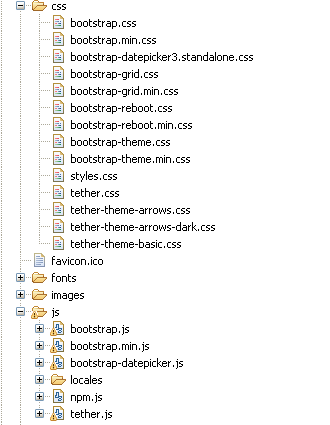 css
bootstrap.css
bootstrap.min.css
bootstrap-datepicker3.standalone.css
bootstrap-grid.css
bootstrap-grid.min.css
bootstrap-reboot.css
bootstrap-reboot.min.css
bootstrap-theme.css
bootstrap-theme.min.css
styles.css
tether.css
tether-theme-arrows.css
tether-theme-arrows-dark.css
tether-theme-basic.css
favicon.ico
fonts
images
js
bootstrap.js
bootstrap.min.js
bootstrap-datepicker.js
locales
npm.js
tether.js